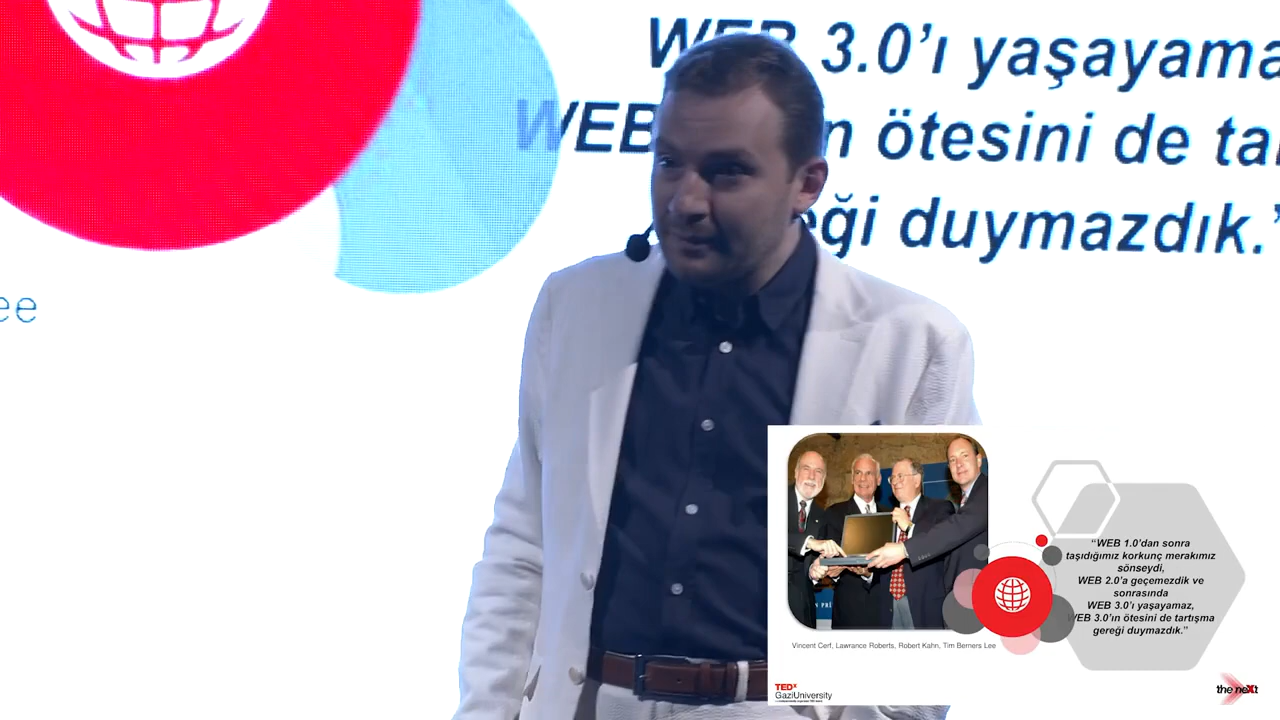 WEB 3.0'ı yaşayama
WEB n ötesini de ta
eği duymazdık."
ee
"WEB 1.0'dan sonra
taşıdığımız korkunç merakımız
sönseydi,
WEB 2.0'a geçemezdik ve
sonrasında
WEB 3.0'ı yaşayamaz,
WEB 3.0'ın ötesini de tartışma
gereği duymazdık."
Vincent Cerf, Lawrance Roberts, Robert Kahn, Tim Berners Lee
TEDx
GaziUniversity
the neXt